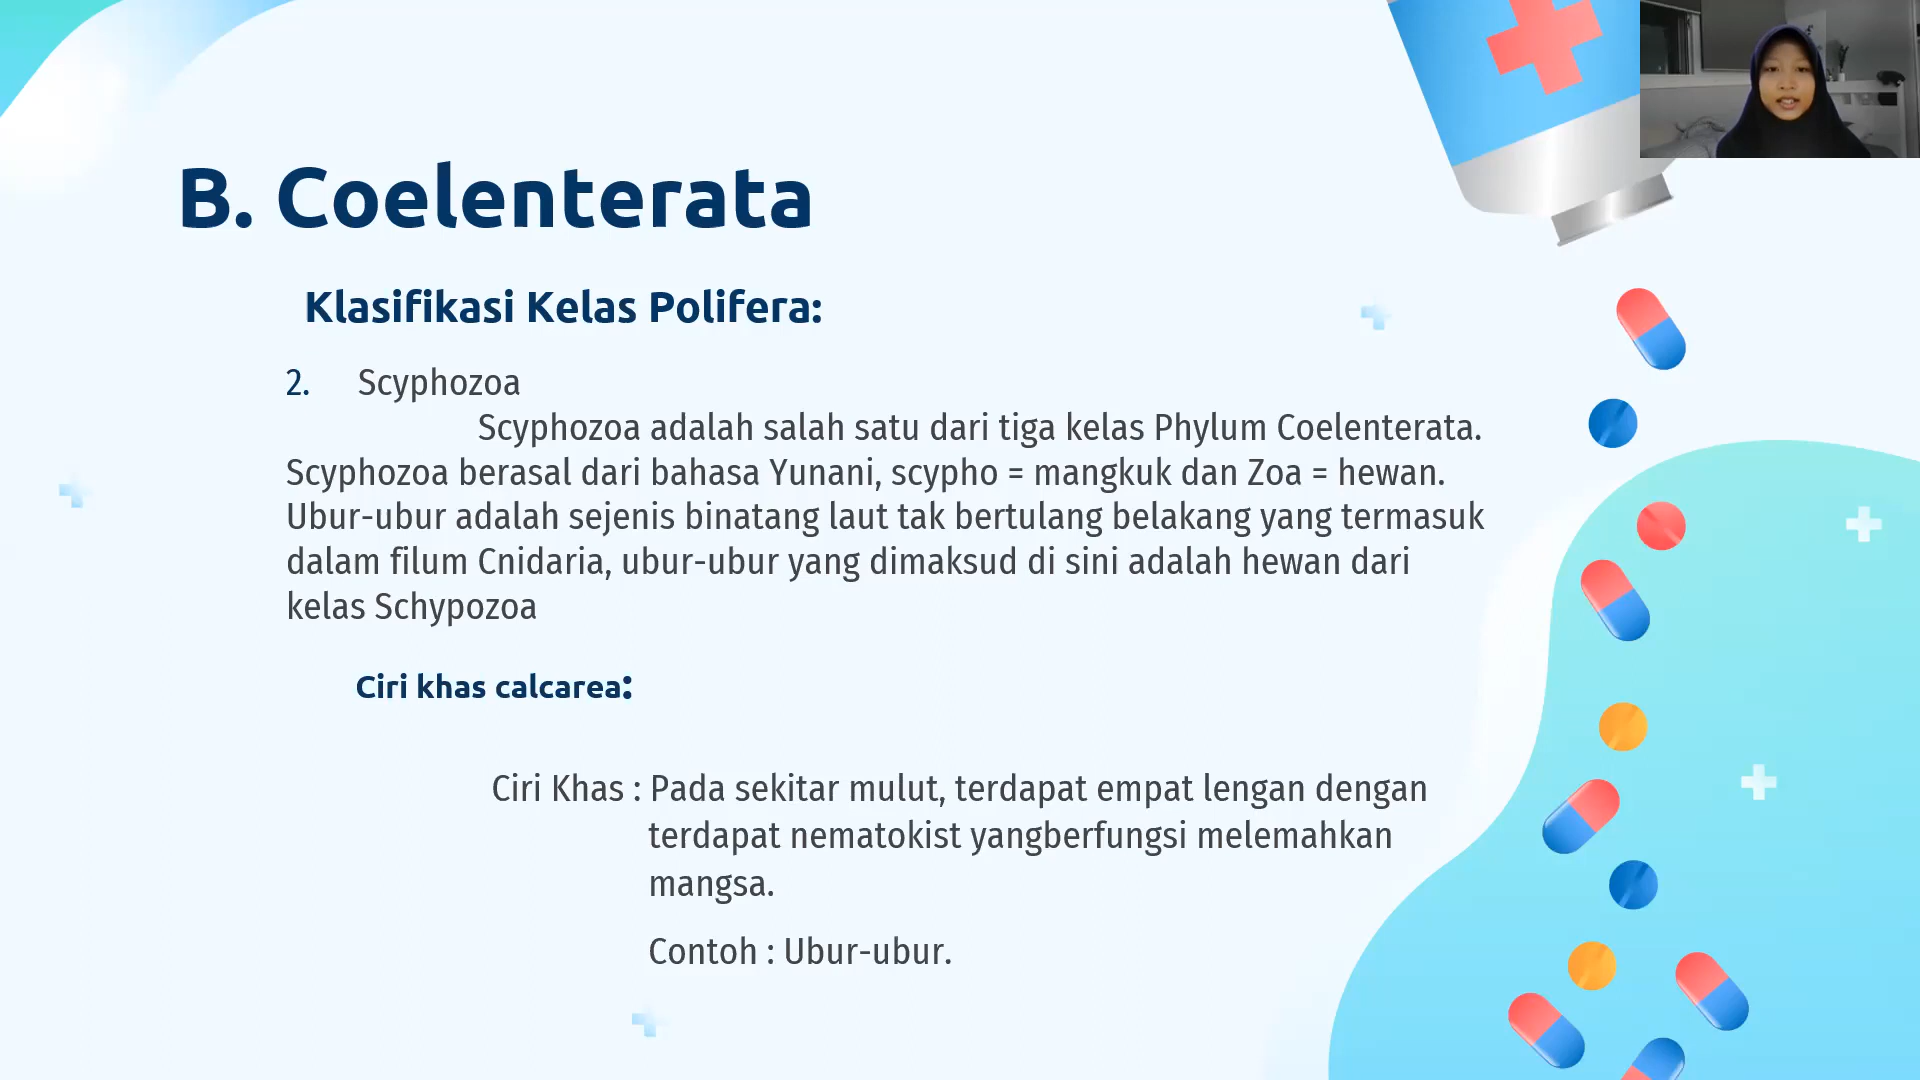 B. Coelenterata
Klasifikasi Kelas Polifera:
2. Scyphozoa
Scyphozoa adalah salah satu dari tiga kelas Phylum Coelenterata.
Scyphozoa berasal dari bahasa Yunani, scypho = mangkuk dan Zoa = hewan.
Ubur-ubur adalah sejenis binatang laut tak bertulang belakang yang termasuk
dalam filum Cnidaria, ubur-ubur yang dimaksud di sini adalah hewan dari
kelas Schypozoa
Ciri khas calcarea:
Ciri Khas : Pada sekitar mulut, terdapat empat lengan dengan
terdapat nematokist yangberfungsi melemahkan
mangsa.
Contoh : Ubur-ubur.